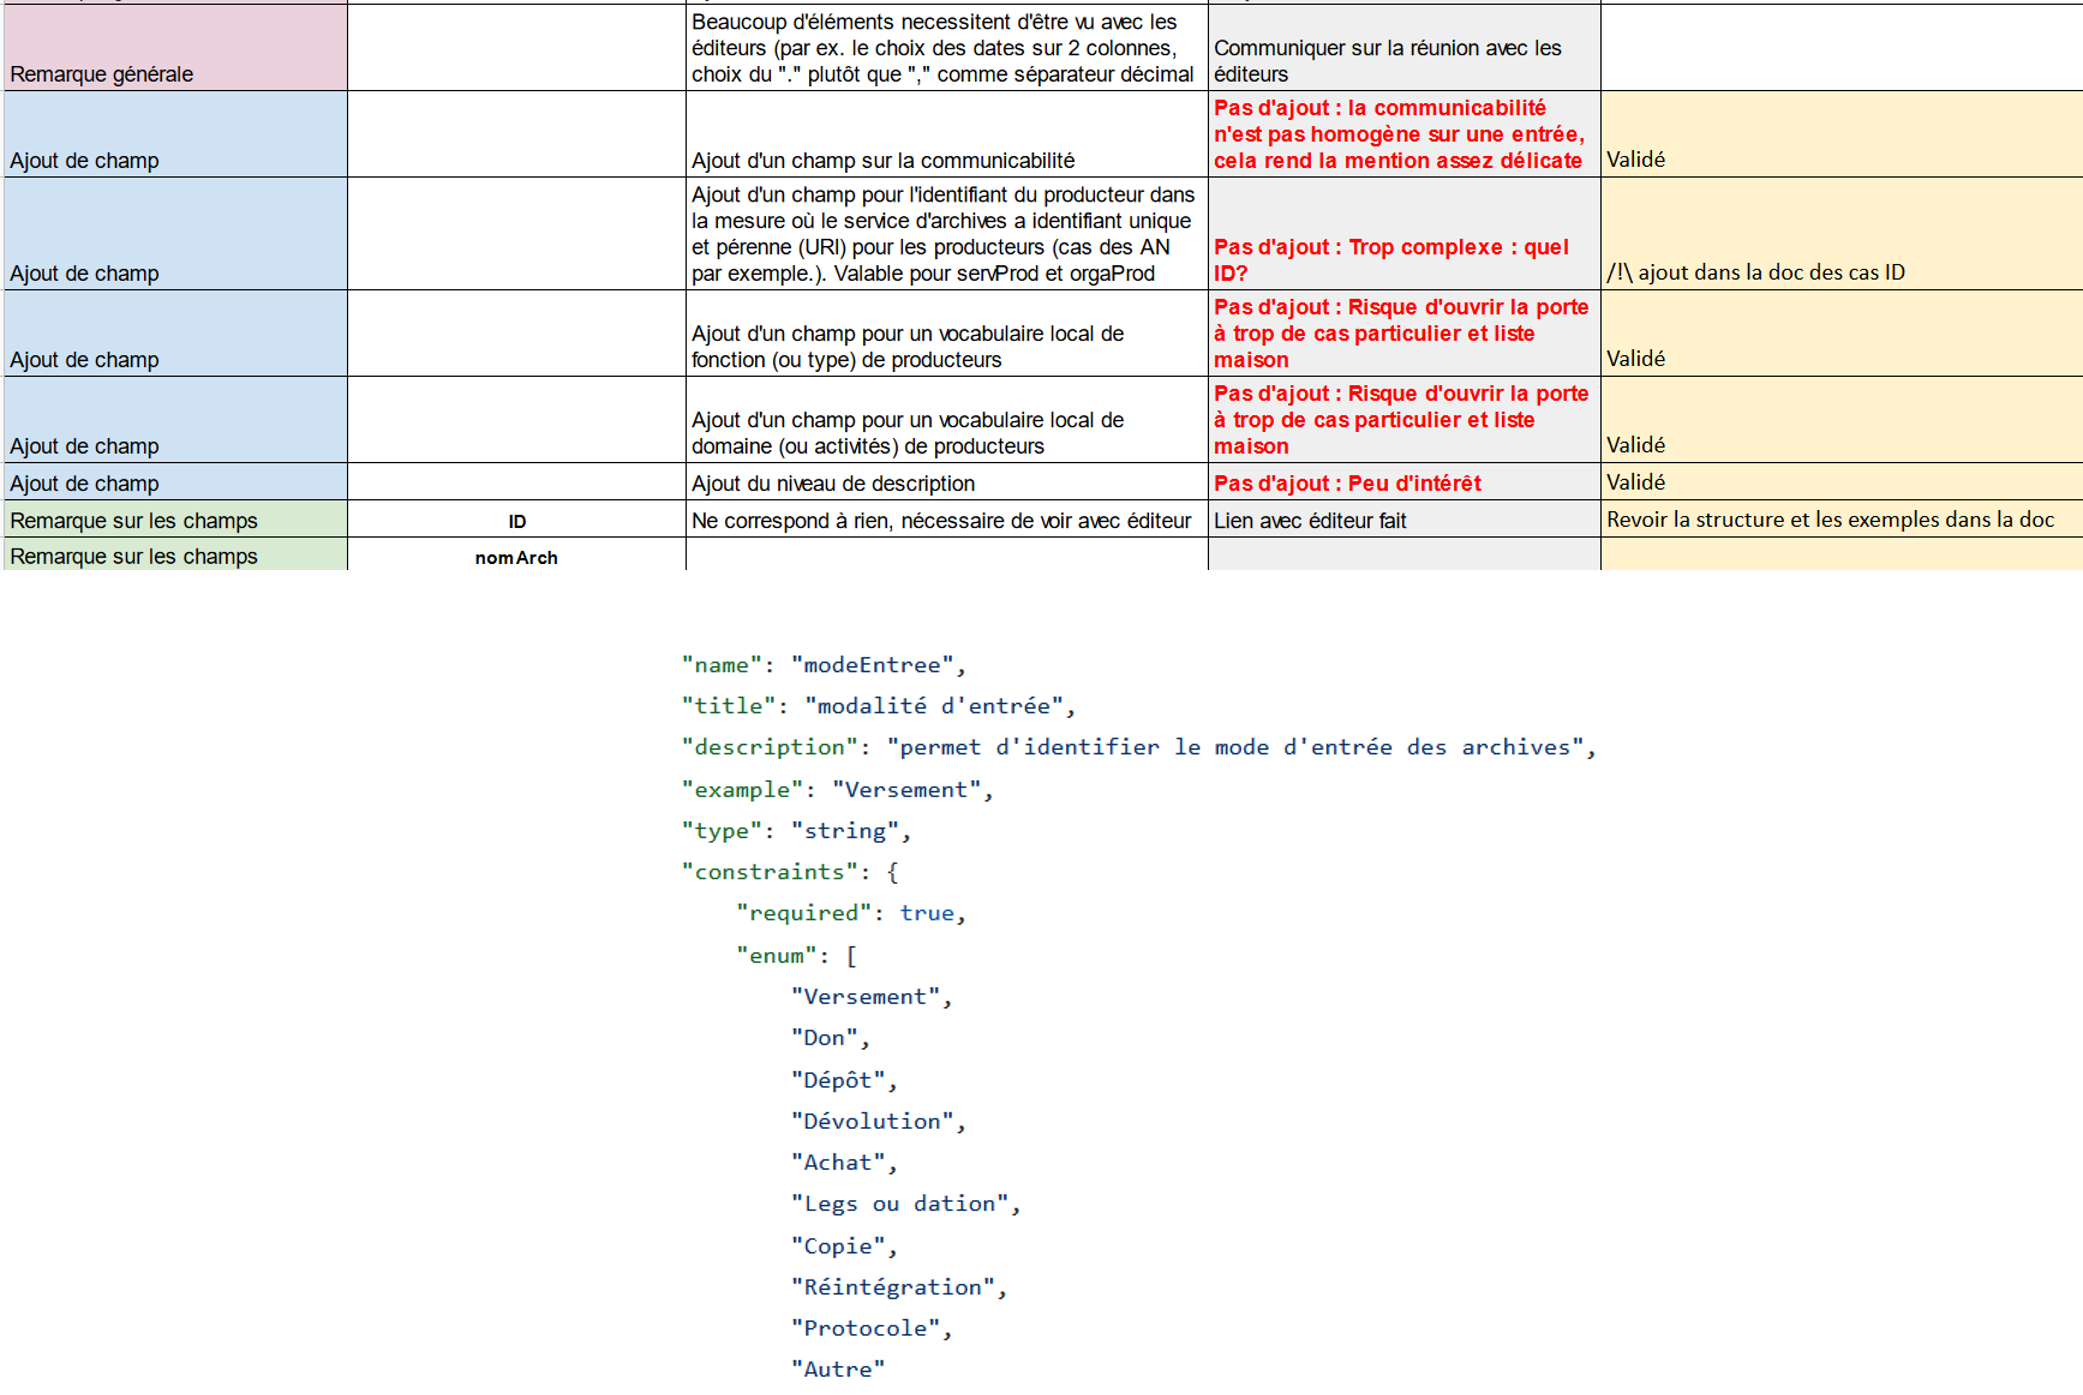 Remarque générale
Beaucoup d'éléments necessitent d'être vu avec les
éditeurs (par ex. le choix des dates sur 2 colonnes,
choix du "." plutôt que "," comme séparateur décimal
Communiquer sur la réunion avec les
éditeurs
Ajout de champ
Ajout d'un champ sur la communicabilité
Pas d'ajout : la communicabilité
n'est pas homogène sur une entrée,
cela rend la mention assez délicate
Validé
Ajout de champ
Ajout d'un champ pour l'identifiant du producteur dans
la mesure où le service d'archives a identifiant unique
et pérenne (URI) pour les producteurs (cas des AN
par exemple.). Valable pour servProd et orgaProd
Pas d'ajout : Trop complexe : quel
ID?
/!\ ajout dans la doc des cas ID
Ajout de champ
Ajout d'un champ pour un vocabulaire local de
fonction (ou type) de producteurs
Pas d'ajout : Risque d'ouvrir la porte
à trop de cas particulier et liste
maison
Validé
Ajout de champ
Ajout d'un champ pour un vocabulaire local de
domaine (ou activités) de producteurs
Pas d'ajout : Risque d'ouvrir la porte
à trop de cas particulier et liste
maison
Validé
Ajout de champ
Ajout du niveau de description
Pas d'ajout : Peu d'intérêt
Validé
Remarque sur les champs
ID
Ne correspond à rien, nécessaire de voir avec éditeur
Lien avec éditeur fait
Revoir la structure et les exemples dans la doc
Remarque sur les champs
nomArch
"name": "modeEntree",
"title": "modalité d'entrée",
"description": "permet d'identifier le mode d'entrée des archives",
"example": "Versement",
"type": "string",
"constraints": {
"required": true,
"enum": [
"Versement",
"Don",
"Dépôt",
"Dévolution",
"Achat",
"Legs ou dation",
"Copie",
"Réintégration",
"Protocole",
"Autre"